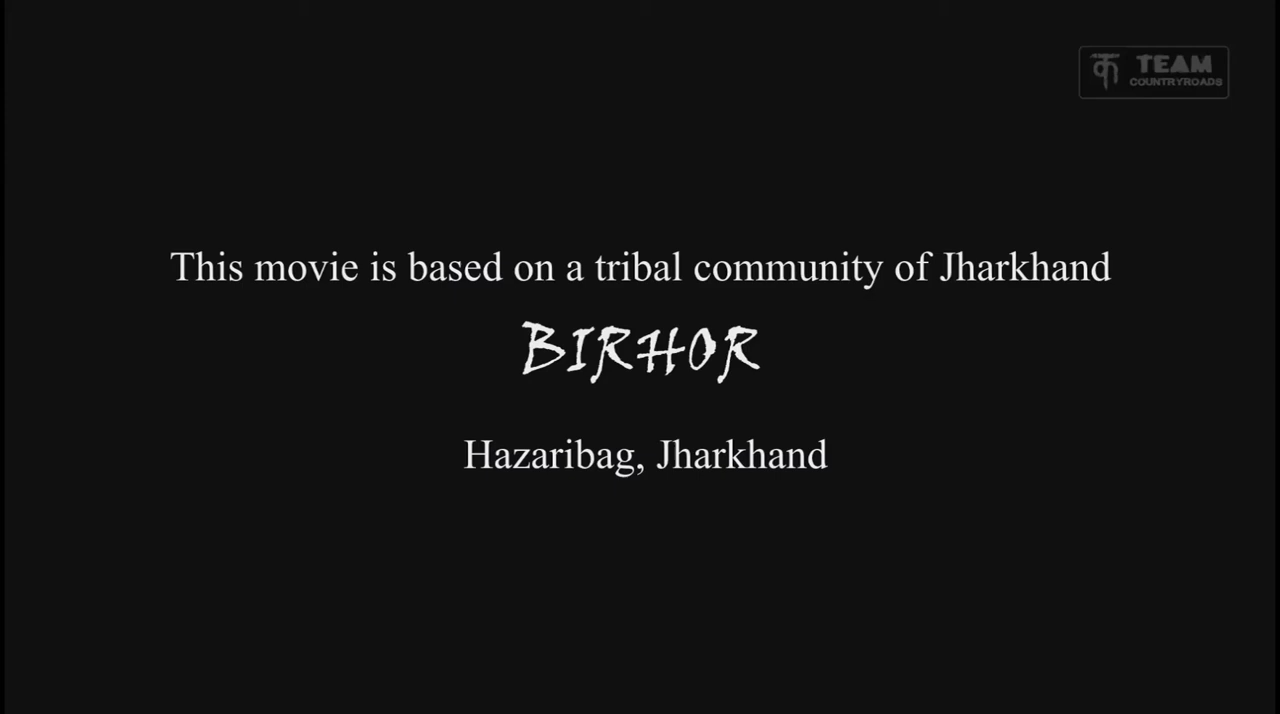 क TEAM
COUNTRYROADS
This movie is based on a tribal community of Jharkhand
BIRHOR
Hazaribag, Jharkhand